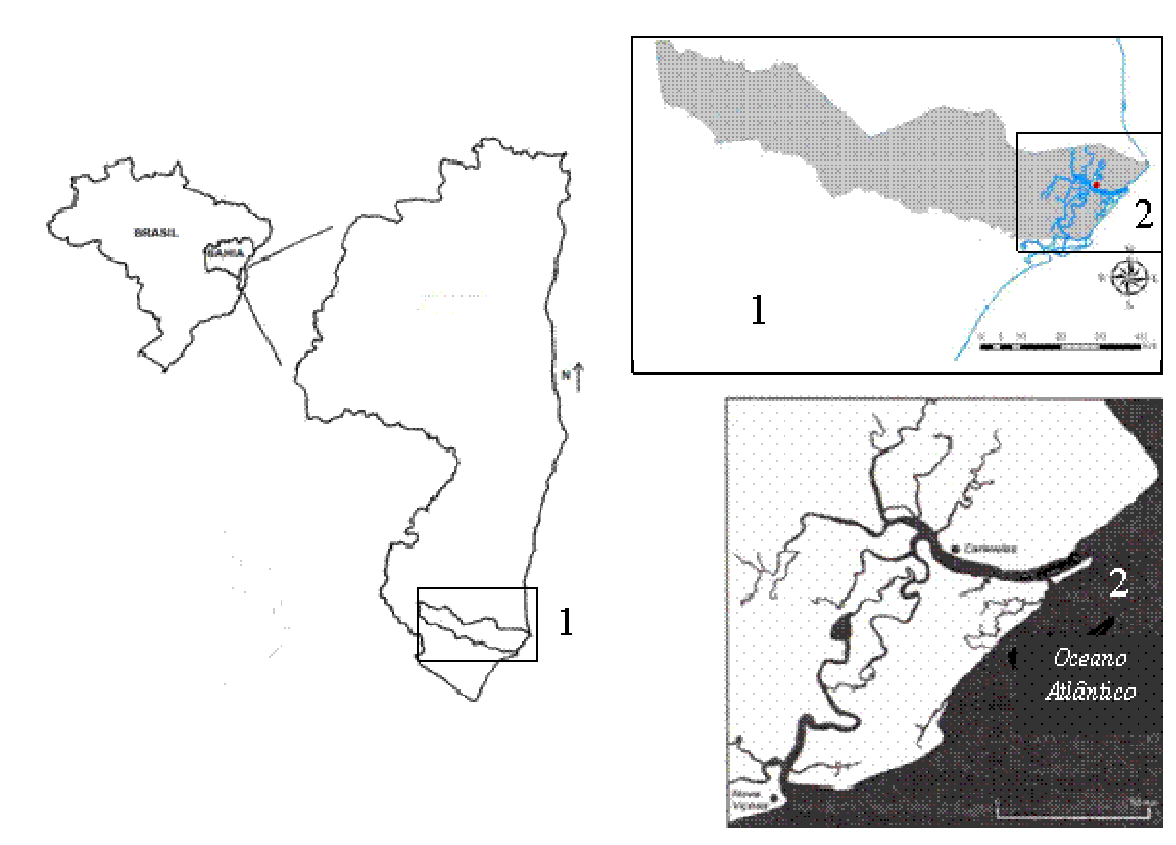 BRASIL
BAHIA
N
1
1
2
Caravelas
2
Oceano
Atlântico
Nova
Viçosa